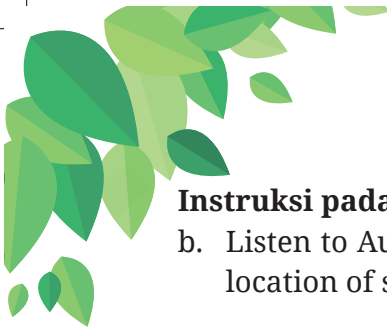 Instruksi pada
b. Listen to Au
location of s